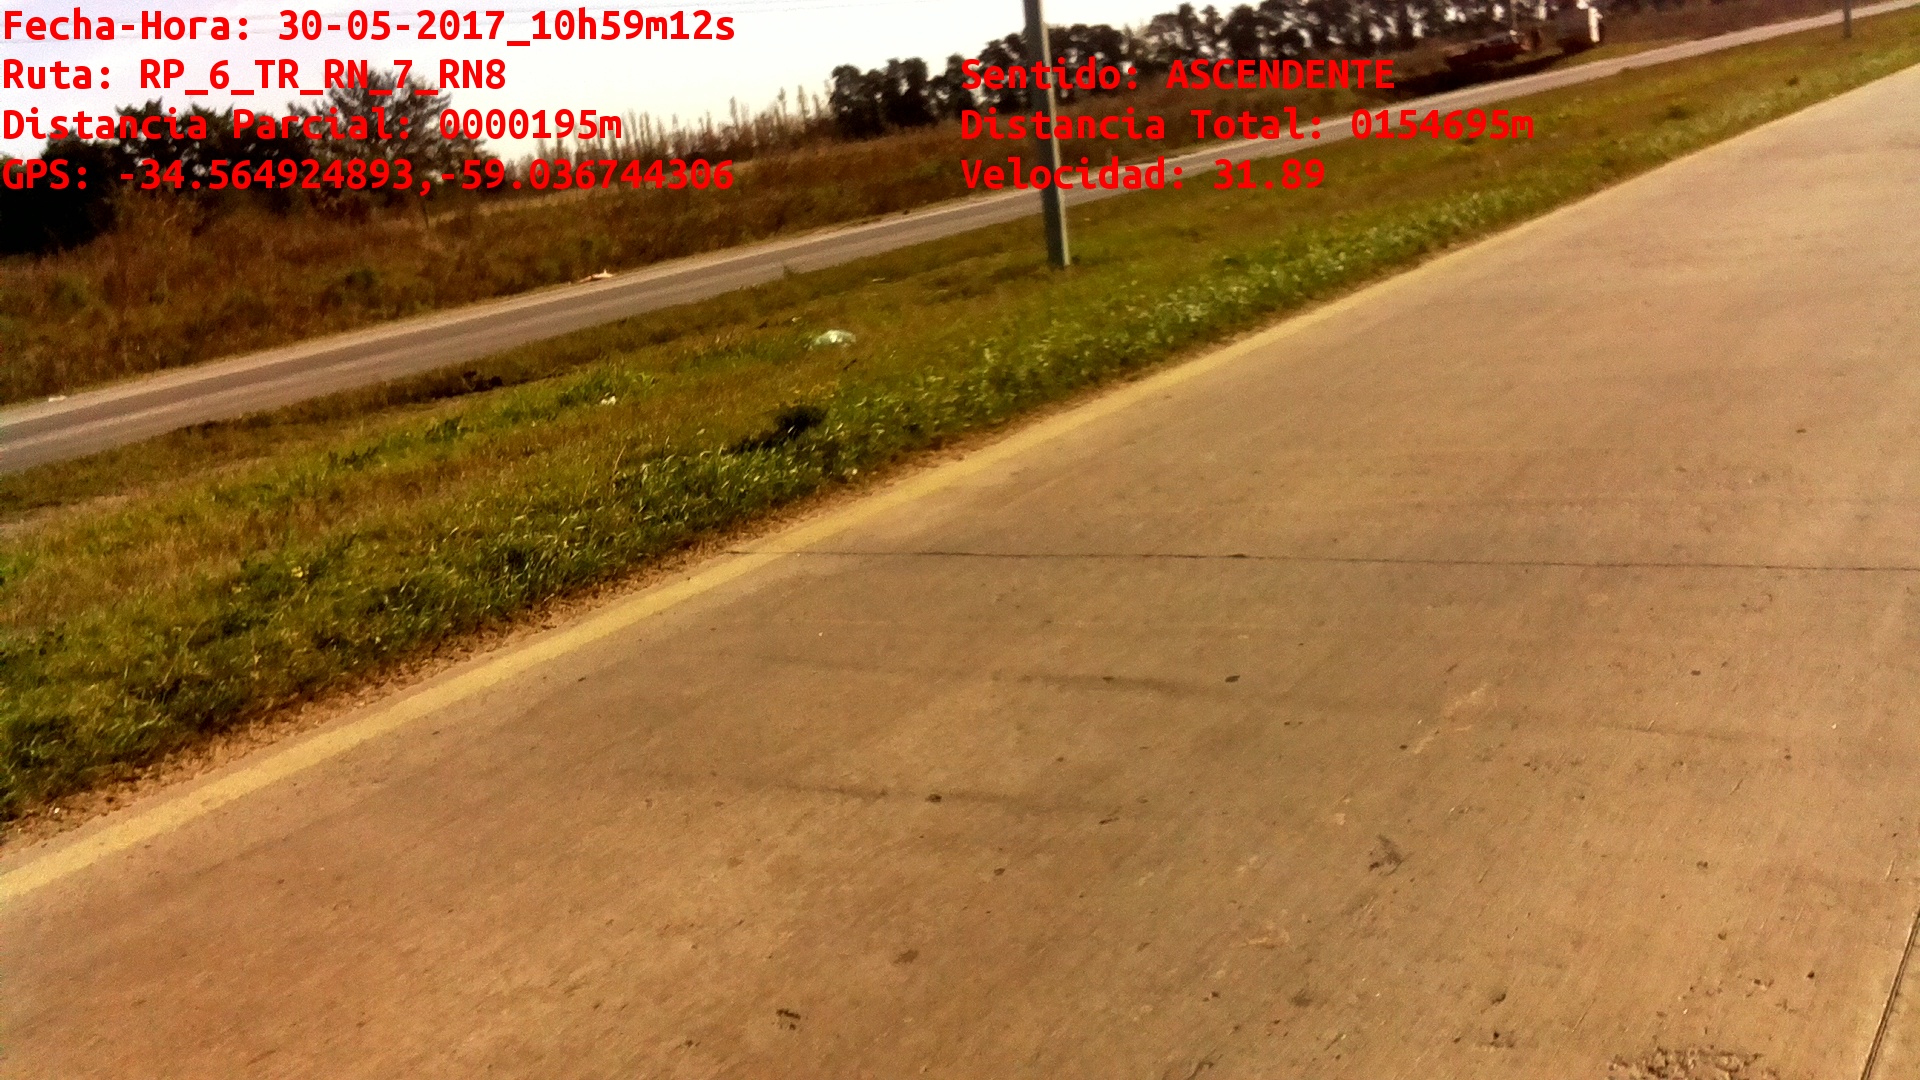 Fecha-Hora: 30-05-2017_10h59m12s
Ruta: RP_6_TR_RN_7_RN8
Sentido: ASCENDENTE
Distancia Parcial: 0000195m
Distancia Total: 0154695m
GPS: -34.564924893,-59.036744306
Velocidad: 31.89